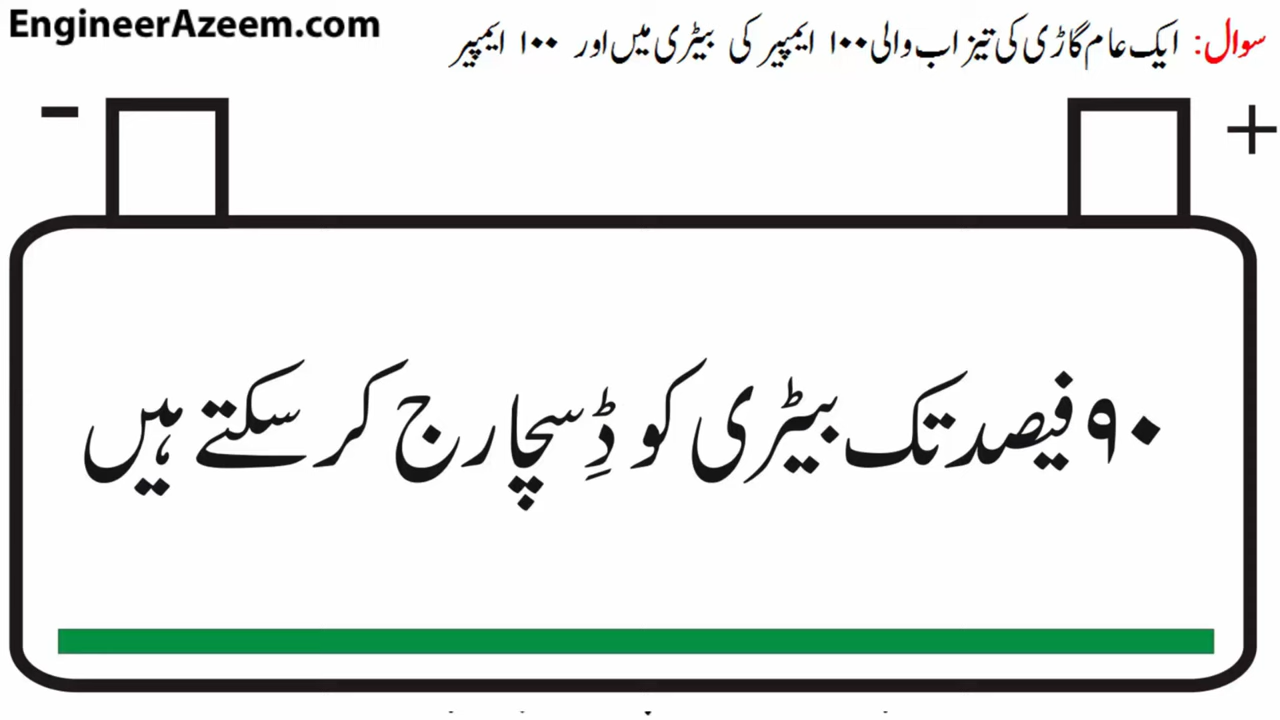 EngineerAzeem.com
سوال: ایک عام گاڑی کی تیزاب والی ۱۰۰ ایمپیر کی بیٹری میں اور ۱۰۰ ایمپیر
- +
۹۰ فیصد تک بیٹری کو ڈِسچارج کر سکتے ہیں